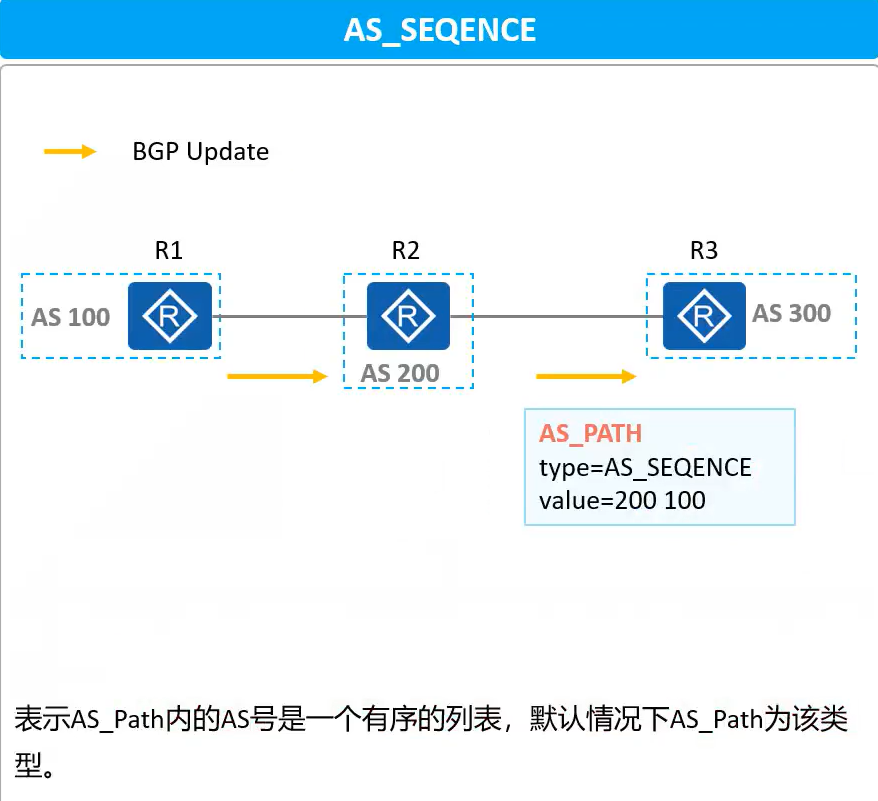 AS_SEQENCE
BGP Update
R1
R2
R3
AS 100
R
R
R
AS 300
AS 200
AS_PATH
type=AS_SEQENCE
value=200 100
表示AS_Path内的AS号是一个有序的列表，默认情况下AS_Path为该类
型。